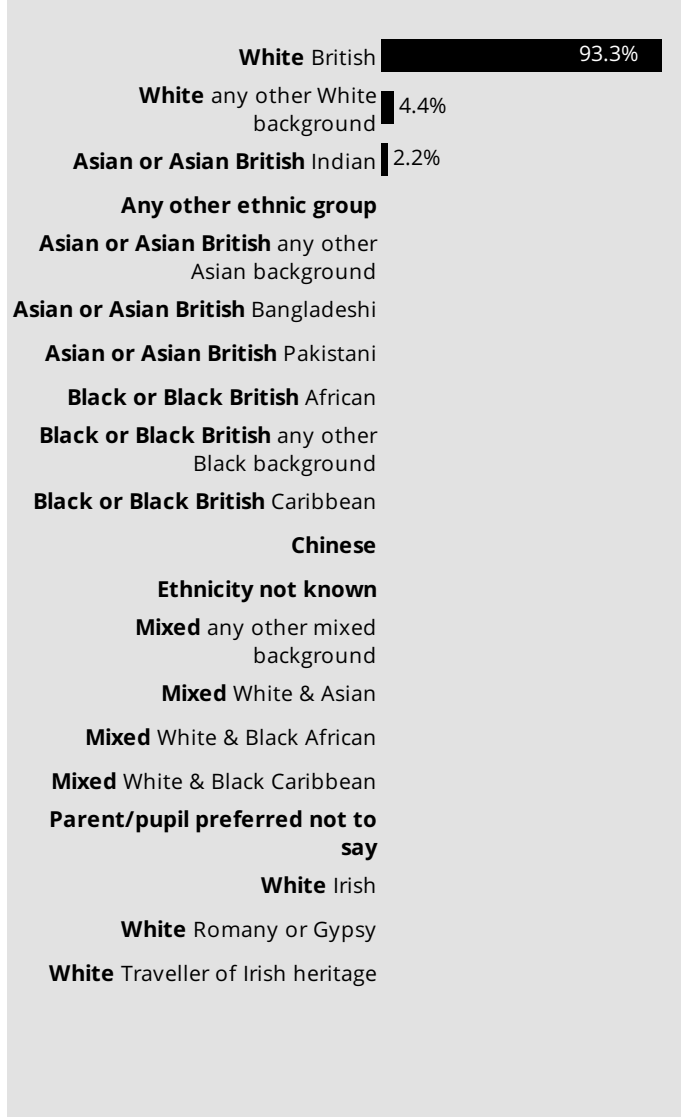 White British 93.3%
White any other White
background 4.4%
Asian or Asian British Indian 2.2%
Any other ethnic group
Asian or Asian British any other
Asian background
Asian or Asian British Bangladeshi
Asian or Asian British Pakistani
Black or Black British African
Black or Black British any other
Black background
Black or Black British Caribbean
Chinese
Ethnicity not known
Mixed any other mixed
background
Mixed White & Asian
Mixed White & Black African
Mixed White & Black Caribbean
Parent/pupil preferred not to
say
White Irish
White Romany or Gypsy
White Traveller of Irish heritage